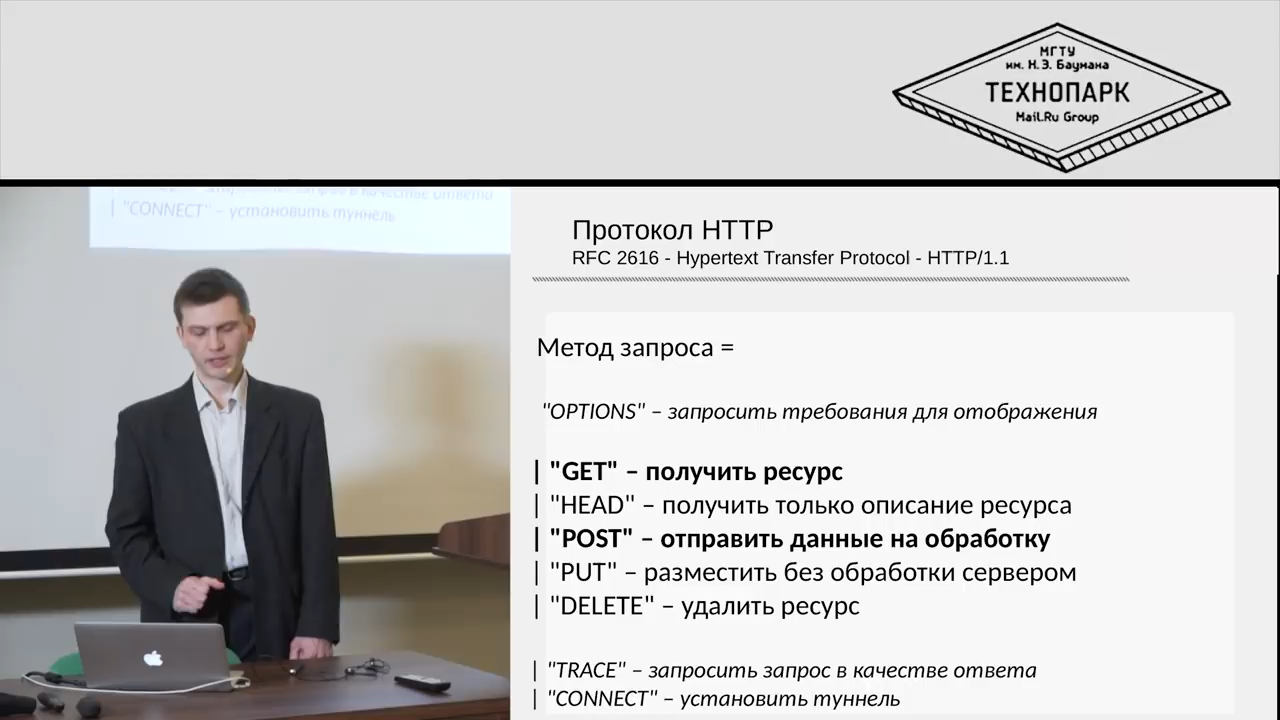 МГТУ
им. Н.Э. Баумана
ТЕХНОПАРК
Mail.Ru Group
качестве ответа
| "CONNECT" – установить туннель
Протокол HTTP
RFC 2616 - Hypertext Transfer Protocol - HTTP/1.1
Метод запроса =
"OPTIONS" – запросить требования для отображения
| "GET" – получить ресурс
| "HEAD" – получить только описание ресурса
| "POST" – отправить данные на обработку
| "PUT" – разместить без обработки сервером
| "DELETE" – удалить ресурс
| "TRACE" – запросить запрос в качестве ответа
| "CONNECT" – установить туннель